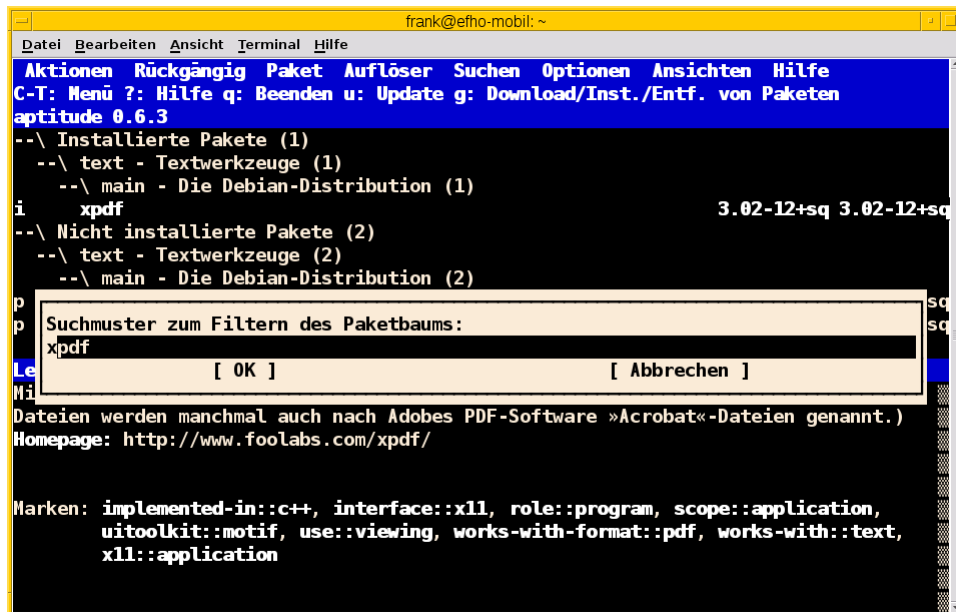 frank@efho-mobil: ~
Datei Bearbeiten Ansicht Terminal Hilfe
Aktionen Rückgängig Paket Auflöser Suchen Optionen Ansichten Hilfe
C-T: Menü ?: Hilfe q: Beenden u: Update g: Download/Inst./Entf. von Paketen
aptitude 0.6.3
--\ Installierte Pakete (1)
--\ text - Textwerkzeuge (1)
--\ main - Die Debian-Distribution (1)
i xpdf 3.02-12+sq 3.02-12+sq
--\ Nicht installierte Pakete (2)
--\ text - Textwerkzeuge (2)
--\ main - Die Debian-Distribution (2)
p sq
p sq
Suchmuster zum Filtern des Paketbaums:
xpdf
Le
[ OK ] [ Abbrechen ]
Mi
Dateien werden manchmal auch nach Adobes PDF-Software »Acrobat«-Dateien genannt.)
Homepage: http://www.foolabs.com/xpdf/
Marken: implemented-in::c++, interface::x11, role::program, scope::application,
uitoolkit::motif, use::viewing, works-with-format::pdf, works-with::text,
x11::application